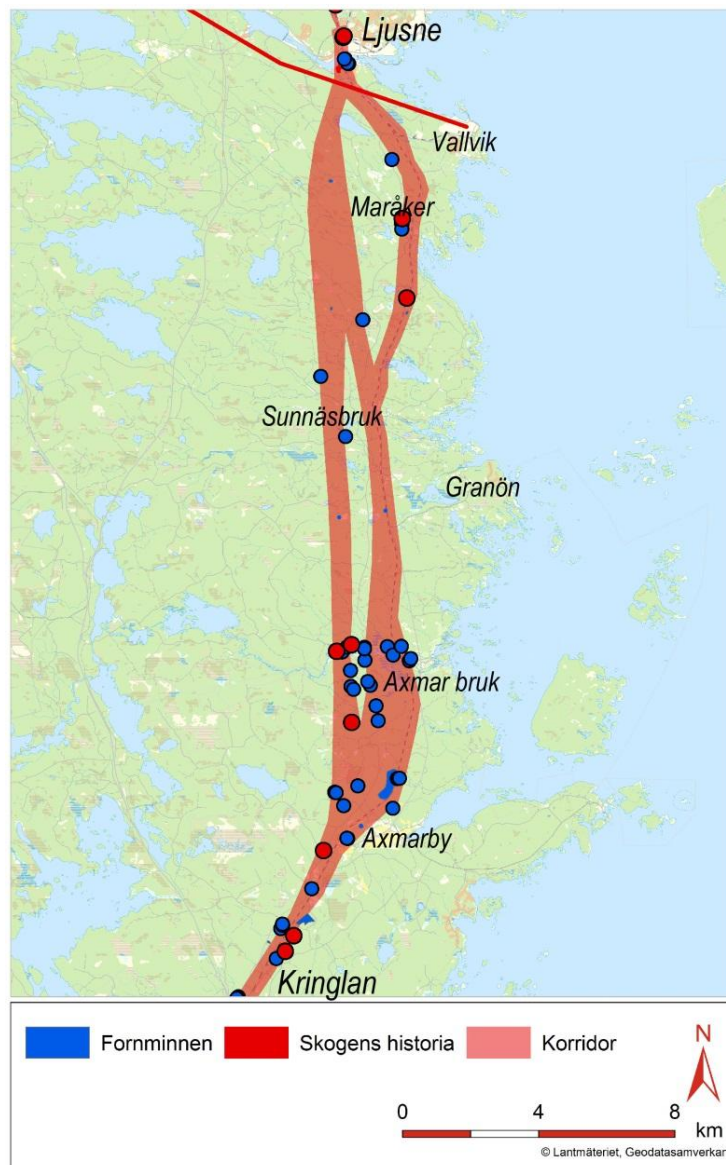 Ljusne
Vallvik
Maråker
Sunnäsbruk
Granön
Axmar bruk
Axmarby
Kringlan
Fornminnen Skogens historia Korridor
N
0 4 8
km
© Lantmäteriet, Geodatasamverkan